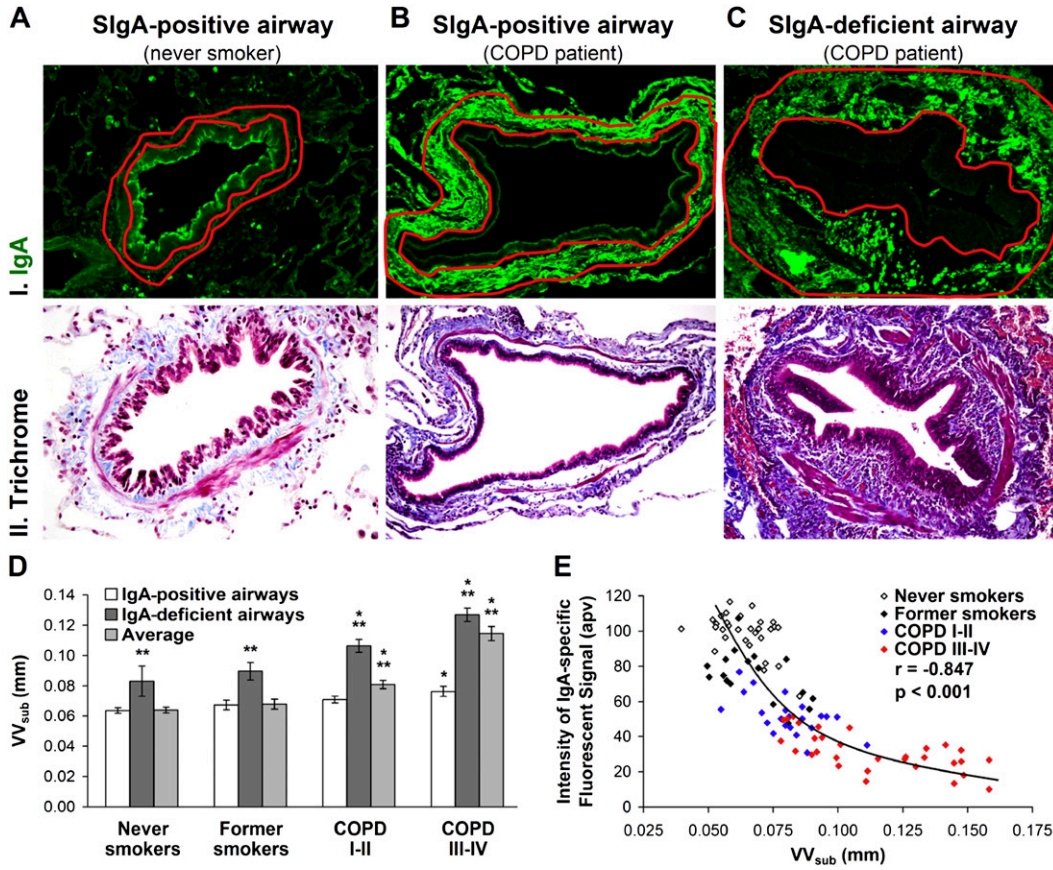 A
SIgA-positive airway
(never smoker)
B
SIgA-positive airway
(COPD patient)
C
SIgA-deficient airway
(COPD patient)
I. IgA
II. Trichrome
D
VVsub (mm)
0.14
0.12
0.10
0.08
0.06
0.04
0.02
0.00
IgA-positive airways
IgA-deficient airways
Average
**
**
*
**
*
**
*
*
**
*
**
Never
smokers
Former
smokers
COPD
I-II
COPD
III-IV
E
Intensity of IgA-specific
Fluorescent Signal (apv)
120
100
80
60
40
20
0
Never smokers
Former smokers
COPD I-II
COPD III-IV
r = -0.847
p < 0.001
0.025
0.050
0.075
0.100
0.125
0.150
0.175
VVsub (mm)